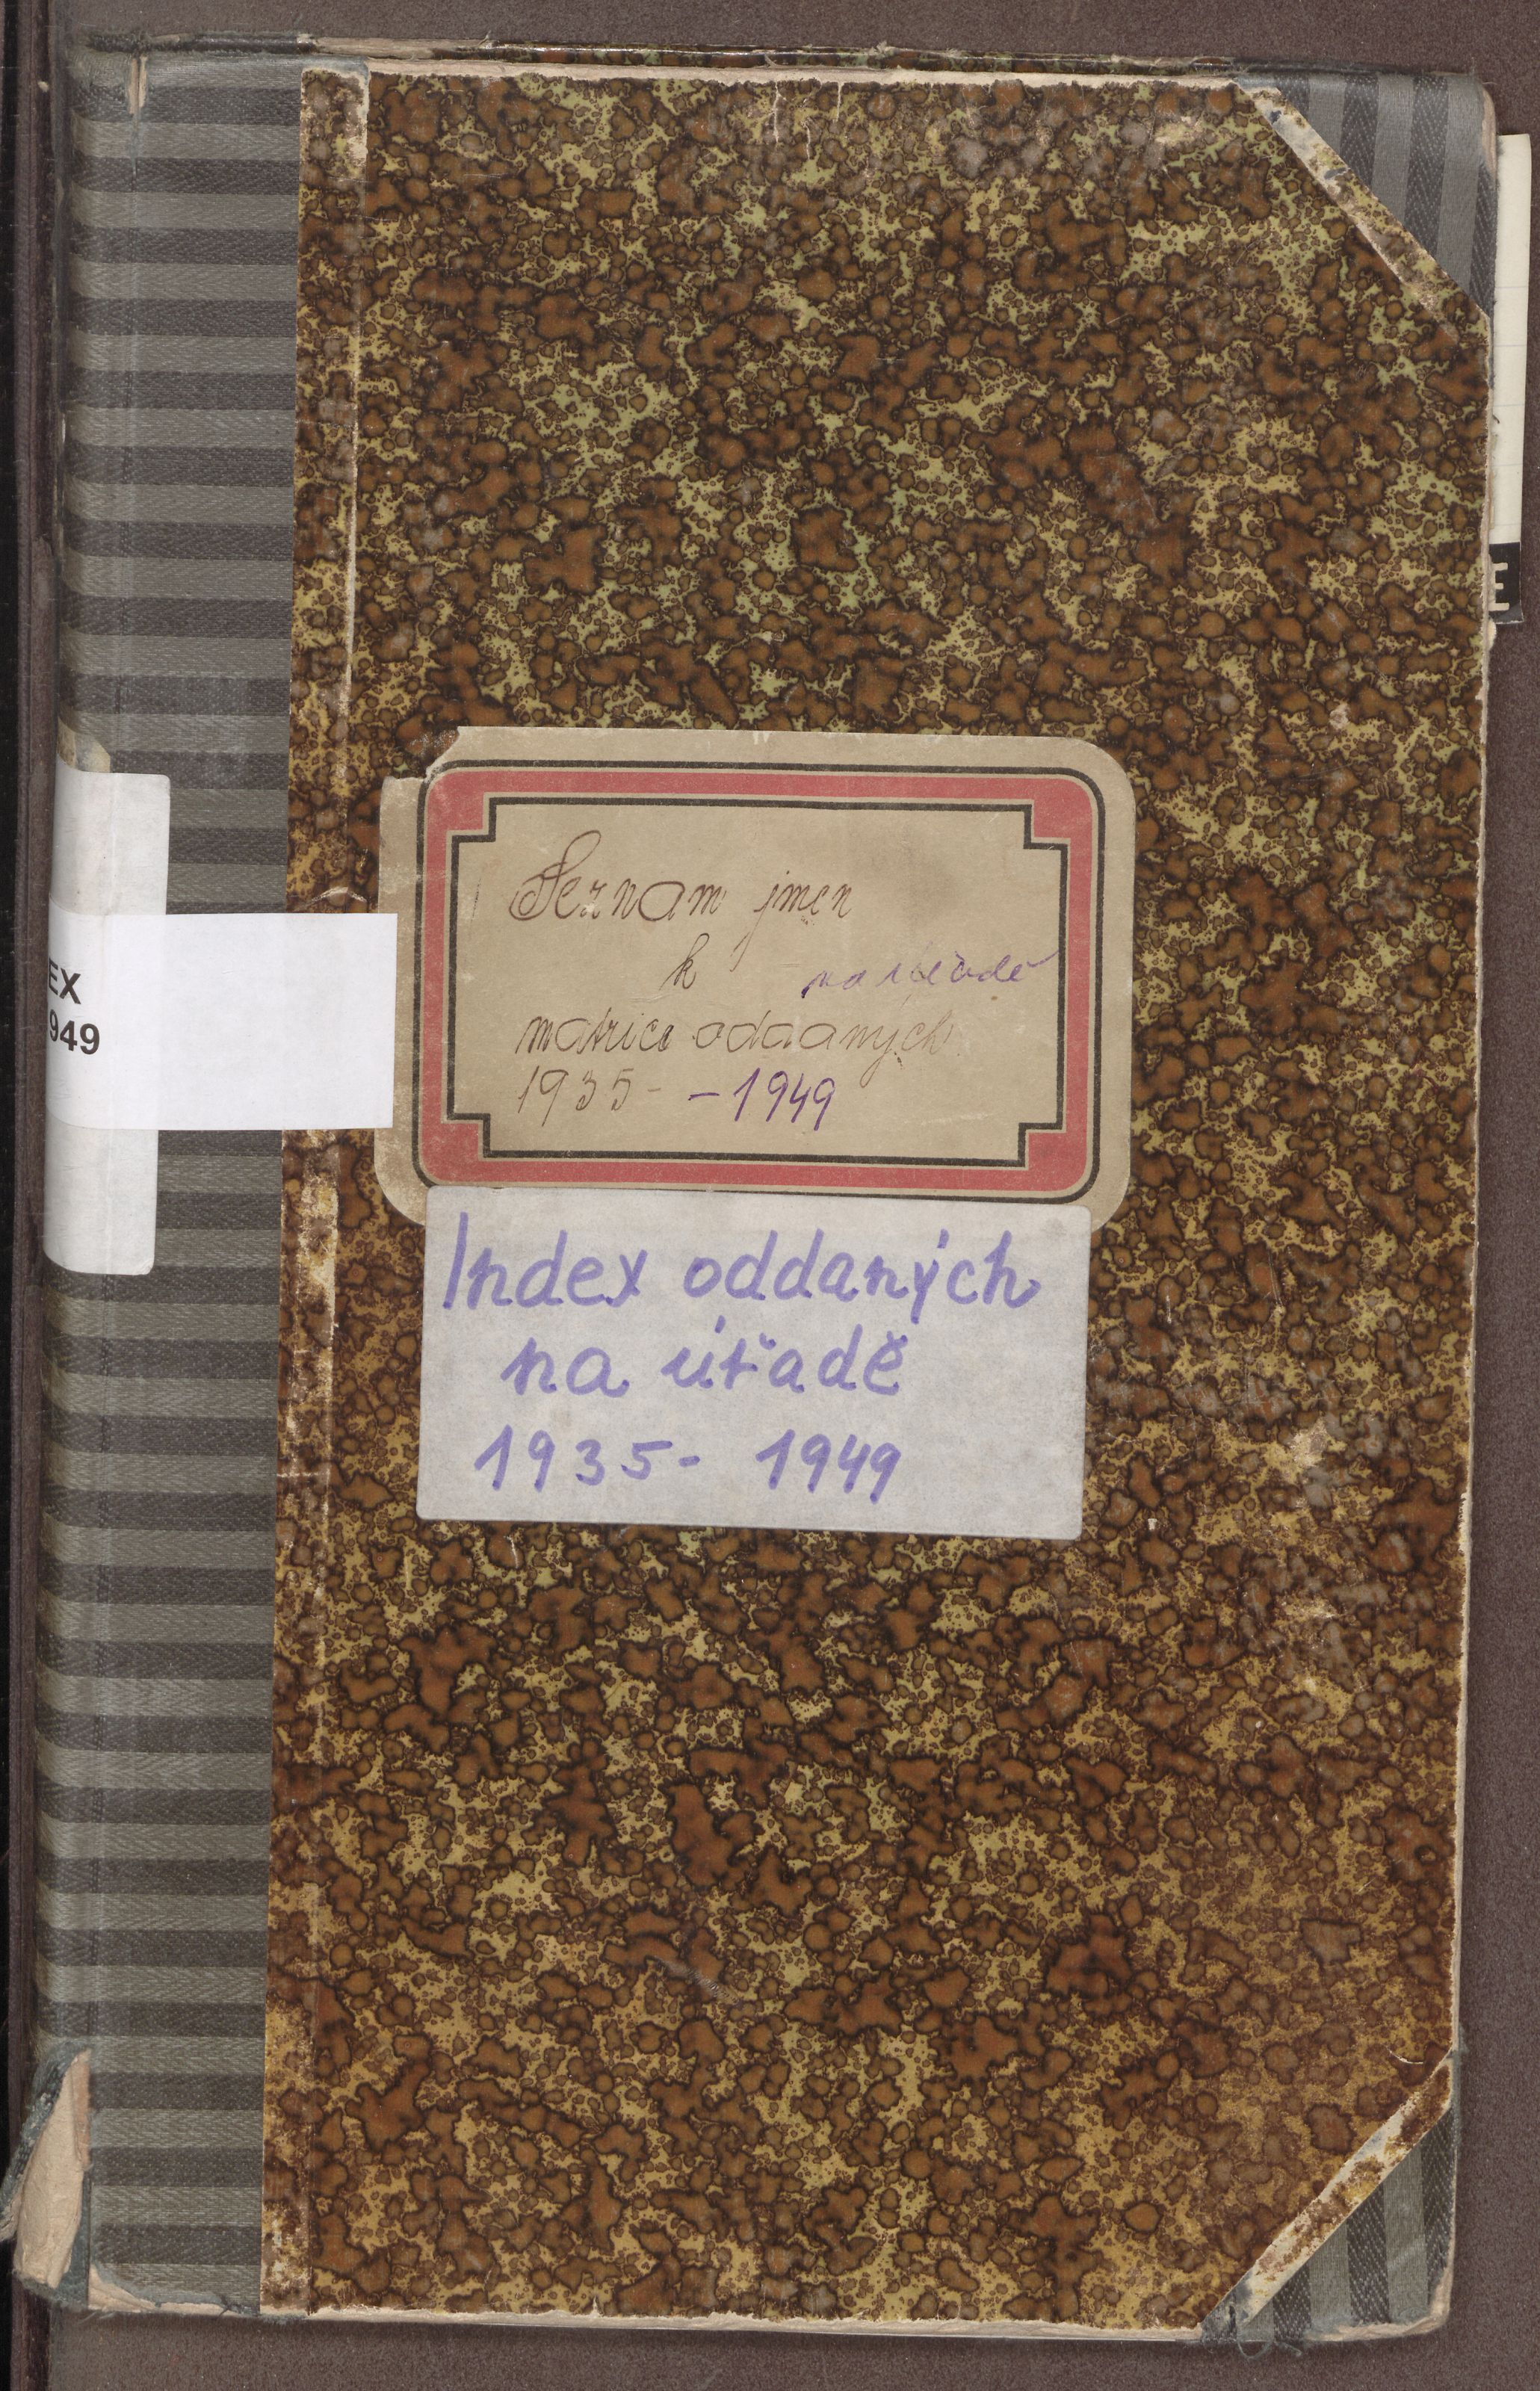 EX
949
E
Seznam jmen
k na úřadě
matrice oddaných
1935- -1949
Index oddaných
na úřadě
1935- 1949